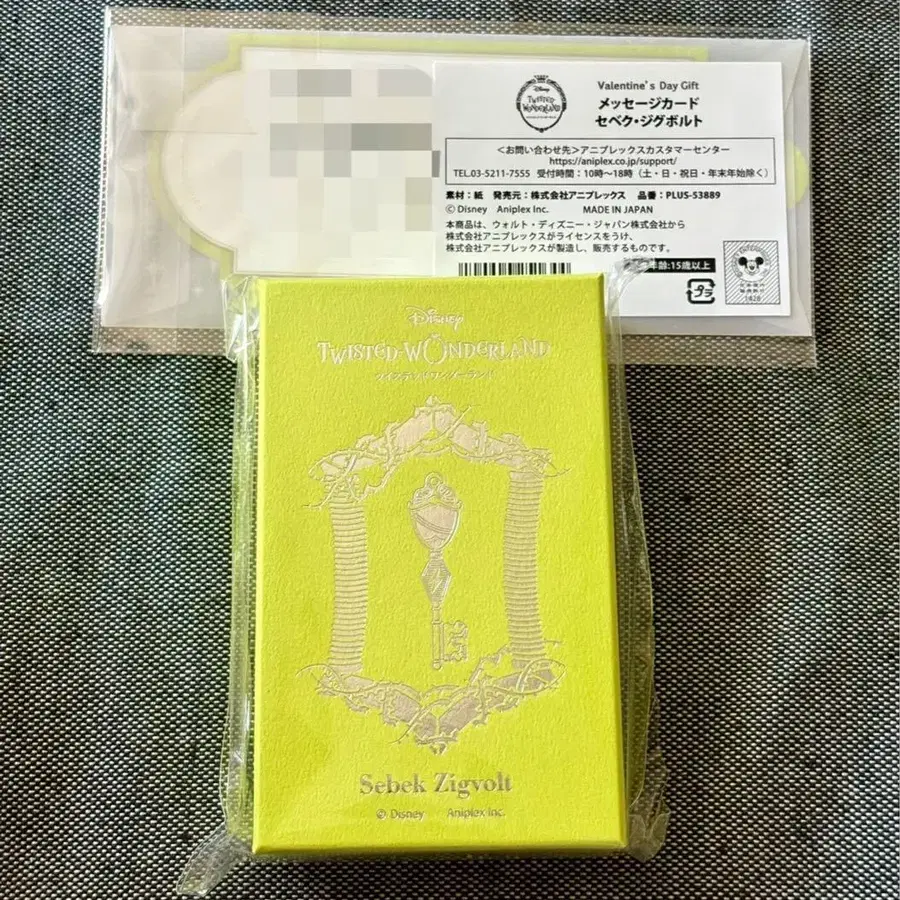 Disney
TWISTED-WONDERLAND
Valentine's Day Gift
メッセージカード
セベク・ジグボルト
＜お問い合わせ先＞アニプレックスカスタマーセンター
https://aniplex.co.jp/support/
TEL.03-5211-7555 受付時間：10時～18時（土・日・祝日・年末年始除く）
素材：紙 発売元：株式会社アニプレックス 品番：PLUS-53889
© Disney Aniplex Inc. MADE IN JAPAN
本商品は、ウォルト・ディズニー・ジャパン株式会社から
株式会社アニプレックスがライセンスをうけ、
株式会社アニプレックスが製造し、販売するものです。
年齢:15歳以上
プラ
1428
Disney
TWISTED-WONDERLAND
ツイステッドワンダーランド
Sebek Zigvolt
© Disney Aniplex Inc.